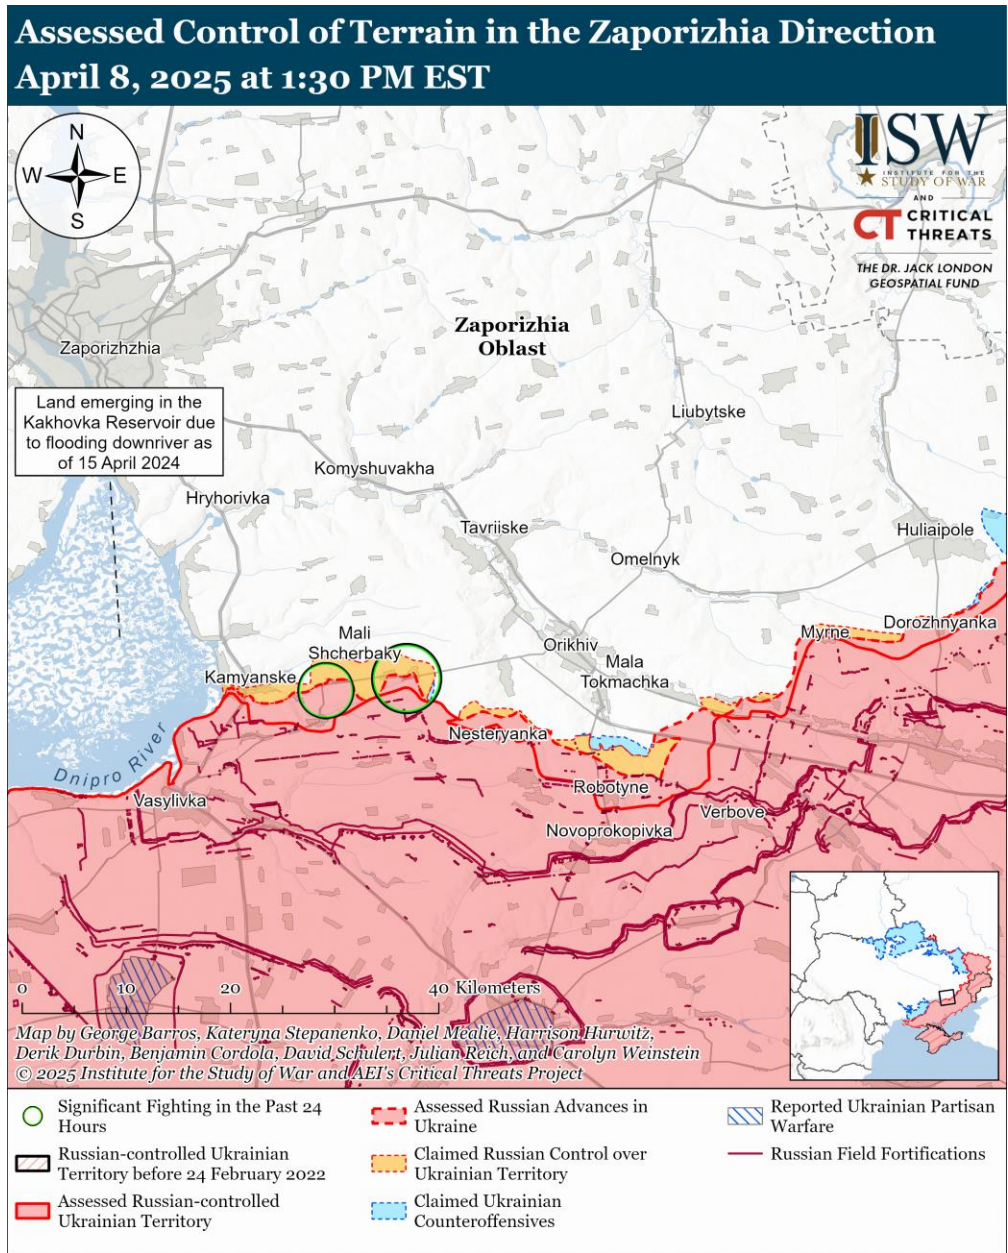 Assessed Control of Terrain in the Zaporizhia Direction
April 8, 2025 at 1:30 PM EST
N
W E
S
ISW
INSTITUTE FOR THE
STUDY OF WAR
AND
CT CRITICAL
THREATS
THE DR. JACK LONDON
GEOSPATIAL FUND
Zaporizhia
Oblast
Zaporizhzhia
Land emerging in the
Kakhovka Reservoir due
to flooding downriver as
of 15 April 2024
Liubytske
Komyshuvakha
Hryhorivka
Tavriiske
Huliaipole
Omelnyk
Mali
Shcherbaky
Myrne
Dorozhnyanka
Orikhiv
Kamyanske
Mala
Tokmachka
Nesteryanka
Dnipro River
Robotyne
Vasylivka
Verbove
Novoprokopivka
0 10 20 40 Kilometers
Map by George Barros, Kateryna Stepanenko, Daniel Mealie, Harrison Hurwitz,
Derik Durbin, Benjamin Cordola, David Schulert, Julian Reich, and Carolyn Weinstein
© 2025 Institute for the Study of War and AEI's Critical Threats Project
Significant Fighting in the Past 24
Hours
Russian-controlled Ukrainian
Territory before 24 February 2022
Assessed Russian-controlled
Ukrainian Territory
Assessed Russian Advances in
Ukraine
Claimed Russian Control over
Ukrainian Territory
Claimed Ukrainian
Counteroffensives
Reported Ukrainian Partisan
Warfare
Russian Field Fortifications